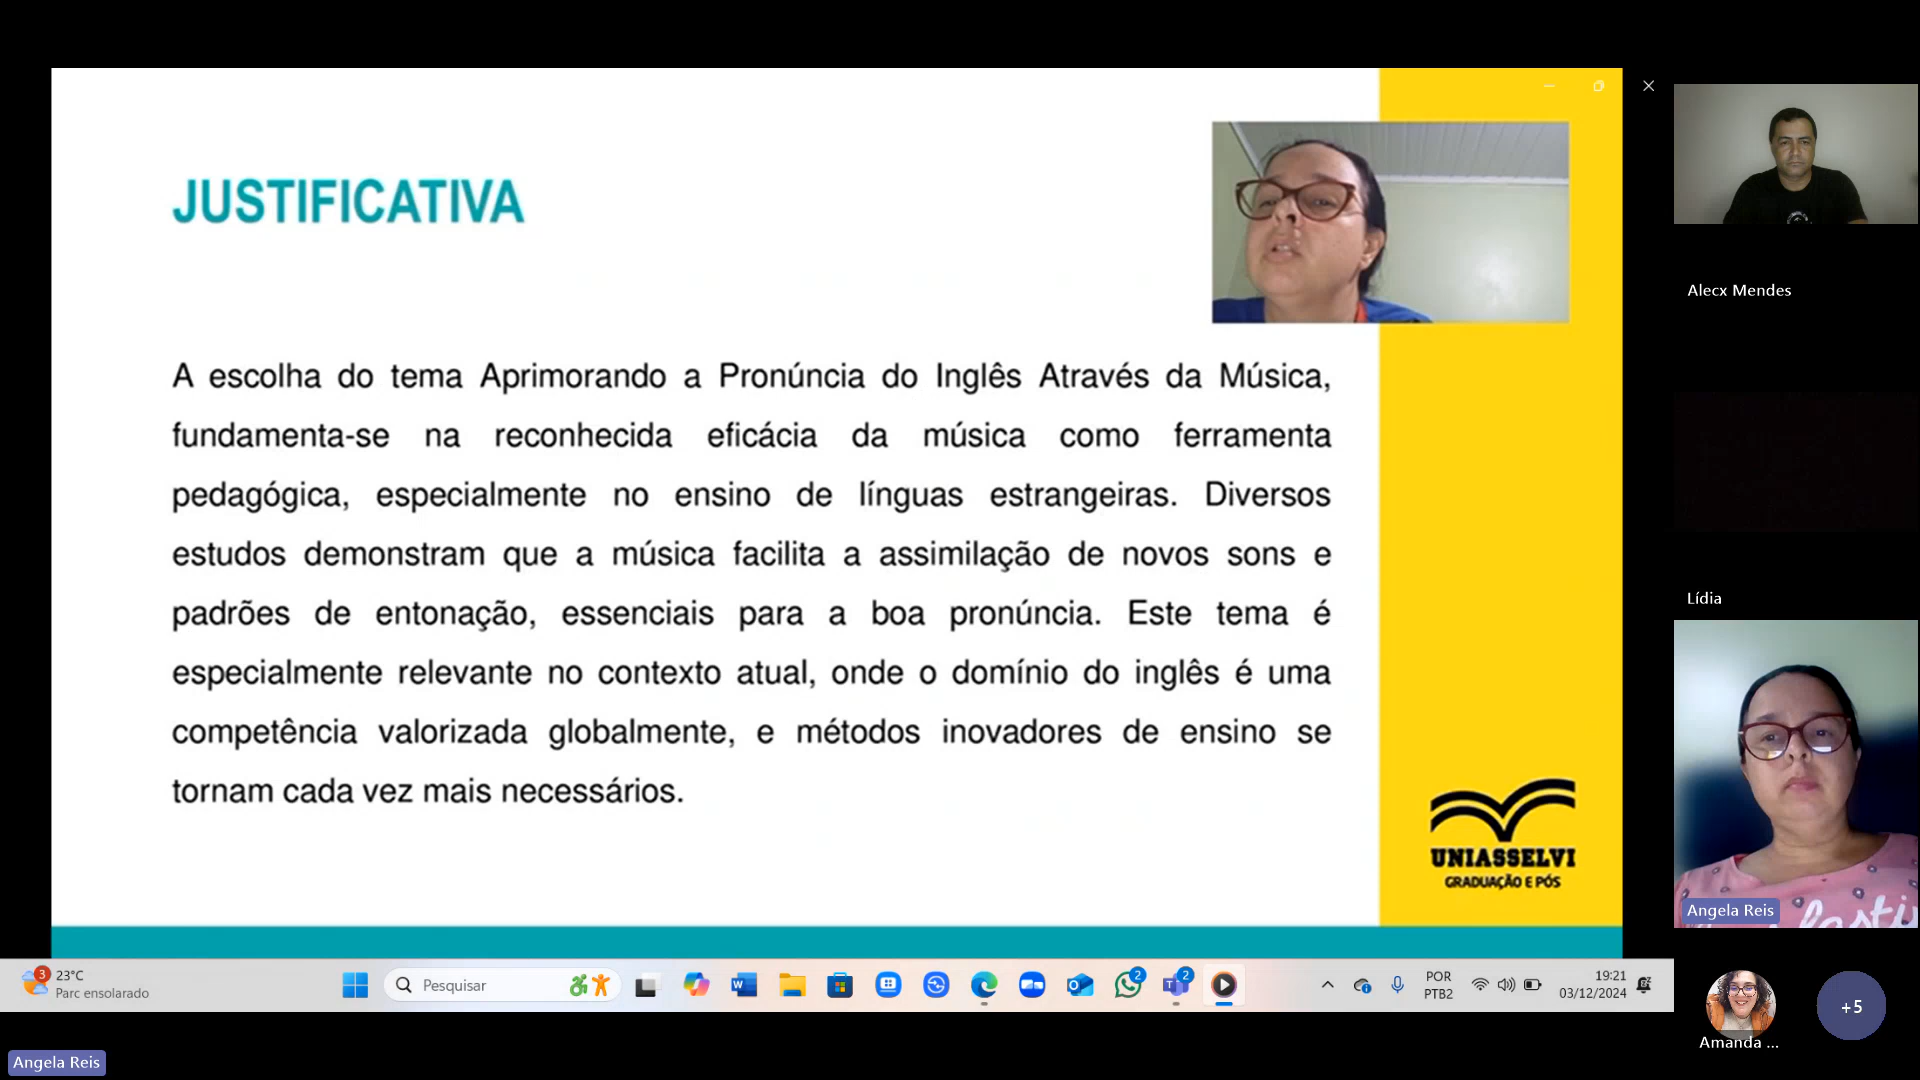 JUSTIFICATIVA
A escolha do tema Aprimorando a Pronúncia do Inglês Através da Música,
fundamenta-se na reconhecida eficácia da música como ferramenta
pedagógica, especialmente no ensino de línguas estrangeiras. Diversos
estudos demonstram que a música facilita a assimilação de novos sons e
padrões de entonação, essenciais para a boa pronúncia. Este tema é
especialmente relevante no contexto atual, onde o domínio do inglês é uma
competência valorizada globalmente, e métodos inovadores de ensino se
tornam cada vez mais necessários.
UNIASSELVI
GRADUAÇÃO E PÓS
Alecx Mendes
Lídia
Angela Reis
Amanda ...
+5
3
23°C
Parc ensolarado
Pesquisar
2
2
POR
PTB2
19:21
03/12/2024
Angela Reis